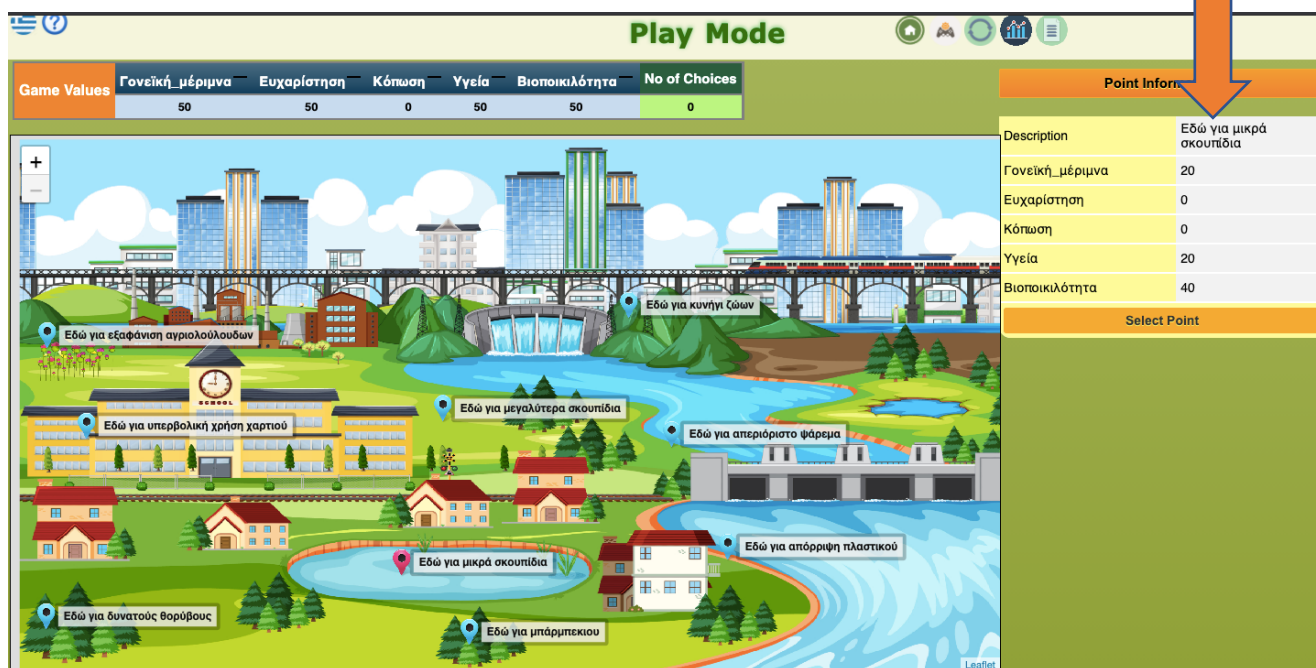 Play Mode
Game Values
Γονεϊκή_μέριμνα Ευχαρίστηση Κόπωση Υγεία Βιοποικιλότητα No of Choices
50 50 0 50 50 0
+
−
Εδώ για κυνήγι ζώων
Εδώ για εξαφάνιση αγριολούλουδων
SCHOOL
Εδώ για μεγαλύτερα σκουπίδια
Εδώ για υπερβολική χρήση χαρτιού
Εδώ για απεριόριστο ψάρεμα
Εδώ για απόρριψη πλαστικού
Εδώ για μικρά σκουπίδια
Εδώ για δυνατούς θορύβους
Εδώ για μπάρμπεκιου
Leaflet
Point Inform
Description Εδώ για μικρά
σκουπίδια
Γονεϊκή_μέριμνα 20
Ευχαρίστηση 0
Κόπωση 0
Υγεία 20
Βιοποικιλότητα 40
Select Point